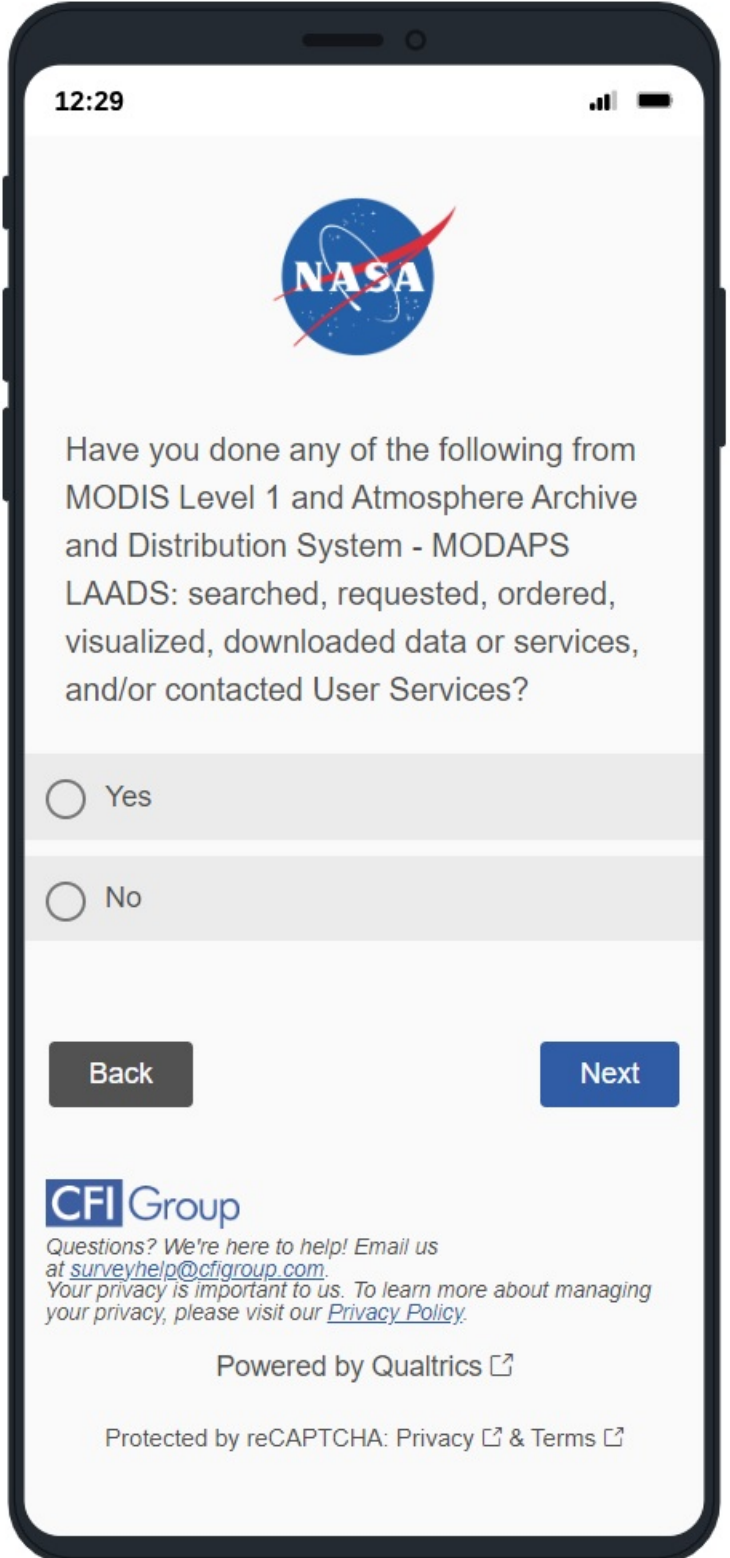 12:29
NASA
Have you done any of the following from
MODIS Level 1 and Atmosphere Archive
and Distribution System - MODAPS
LAADS: searched, requested, ordered,
visualized, downloaded data or services,
and/or contacted User Services?
Yes
No
Back
Next
CFI Group
Questions? We're here to help! Email us
at surveyhelp@cfigroup.com.
Your privacy is important to us. To learn more about managing
your privacy, please visit our Privacy Policy.
Powered by Qualtrics
Protected by reCAPTCHA: Privacy & Terms